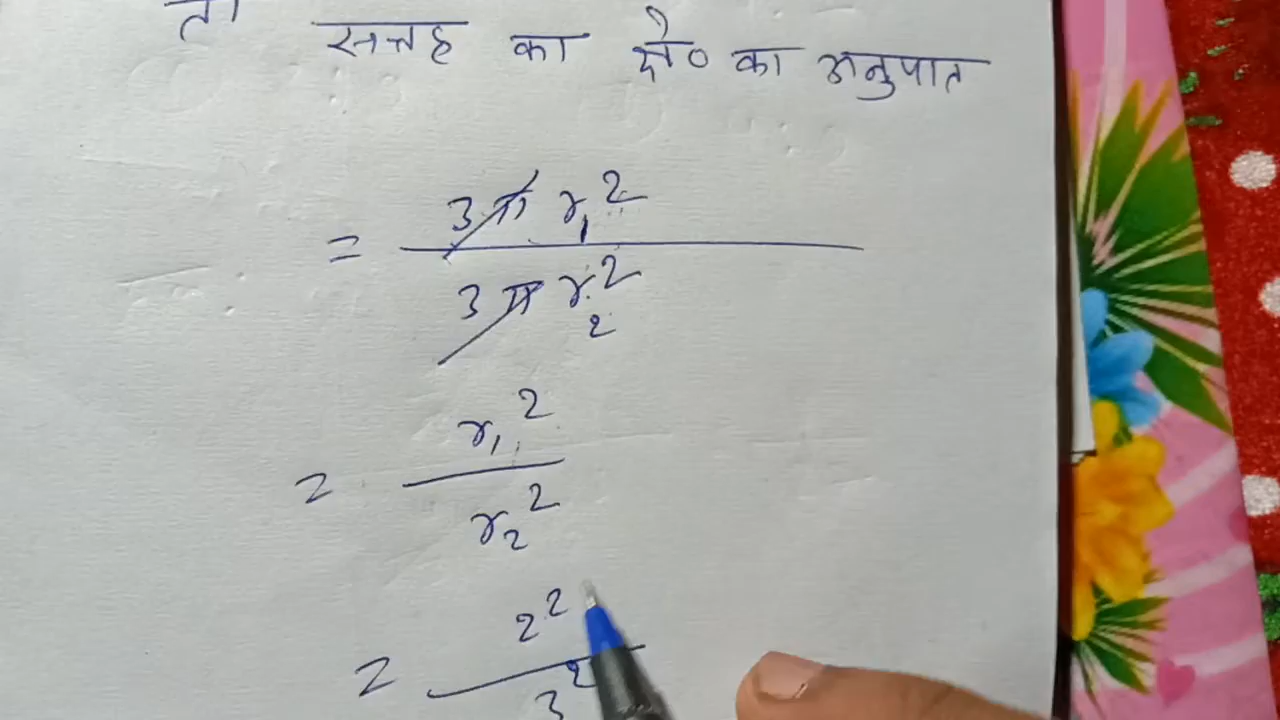 तो सतह का क्षे० का अनुपात
= 3π r₁² / 3π r₂²
= r₁² / r₂²
= 2² / 3²